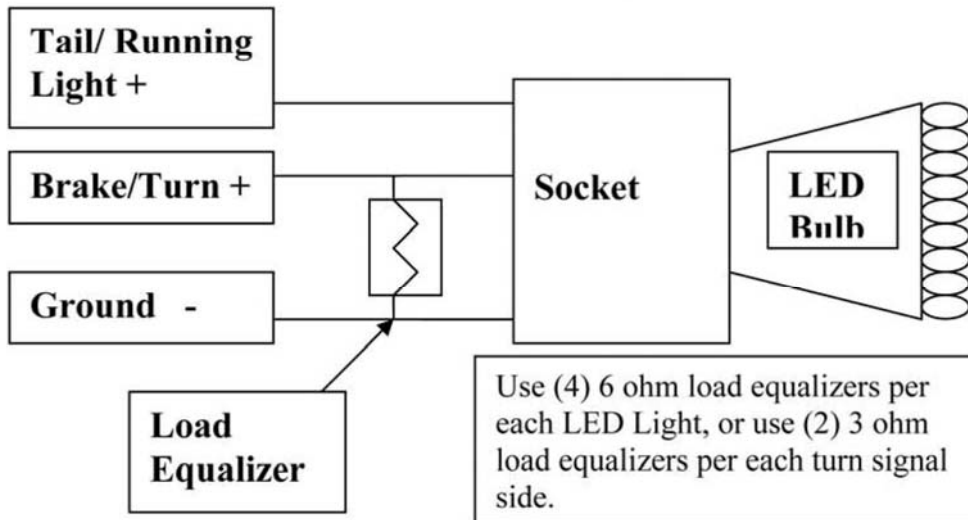 Tail/ Running
Light +
Brake/Turn +
Ground -
Socket
LED
Bulb
Load
Equalizer
Use (4) 6 ohm load equalizers per
each LED Light, or use (2) 3 ohm
load equalizers per each turn signal
side.